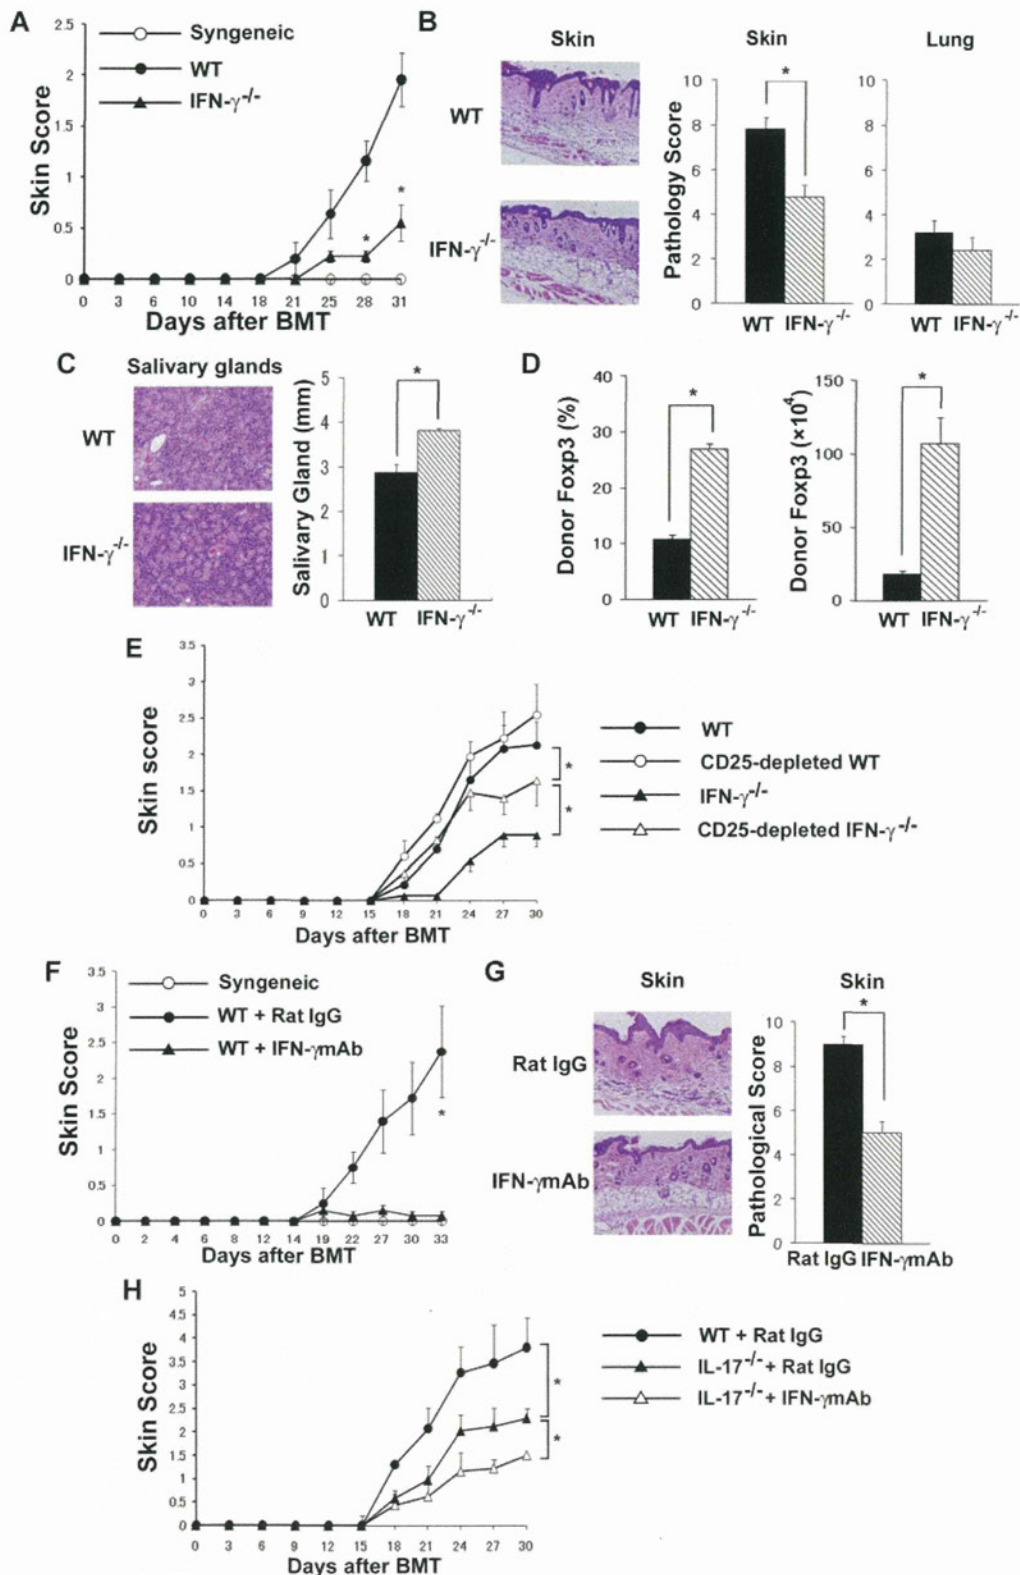 A
Skin Score
2.5
2
1.5
1
0.5
0
Syngeneic
WT
IFN-γ-/-
*
*
0 3 6 10 14 18 21 25 28 31
Days after BMT
B
Skin
WT
IFN-γ-/-
Skin
Pathology Score
10
8
6
4
2
0
*
WT IFN-γ-/-
Lung
10
8
6
4
2
0
WT IFN-γ-/-
C
Salivary glands
WT
IFN-γ-/-
Salivary Gland (mm)
5
4
3
2
1
0
*
WT IFN-γ-/-
D
Donor Foxp3 (%)
40
30
20
10
0
*
WT IFN-γ-/-
Donor Foxp3 (×10⁴)
150
100
50
0
*
WT IFN-γ-/-
E
Skin score
3.5
3
2.5
2
1.5
1
0.5
0
*
*
0 3 6 9 12 15 18 21 24 27 30
Days after BMT
WT
CD25-depleted WT
IFN-γ-/-
CD25-depleted IFN-γ-/-
F
Skin Score
3.5
3
2.5
2
1.5
1
0.5
0
Syngeneic
WT + Rat IgG
WT + IFN-γmAb
*
0 2 4 6 8 12 14 19 22 27 30 33
Days after BMT
G
Skin
Rat IgG
IFN-γmAb
Skin
Pathological Score
10
8
6
4
2
0
*
Rat IgG IFN-γmAb
H
Skin Score
5
4.5
4
3.5
3
2.5
2
1.5
1
0.5
0
*
*
0 3 6 9 12 15 18 21 24 27 30
Days after BMT
WT + Rat IgG
IL-17-/- + Rat IgG
IL-17-/- + IFN-γmAb